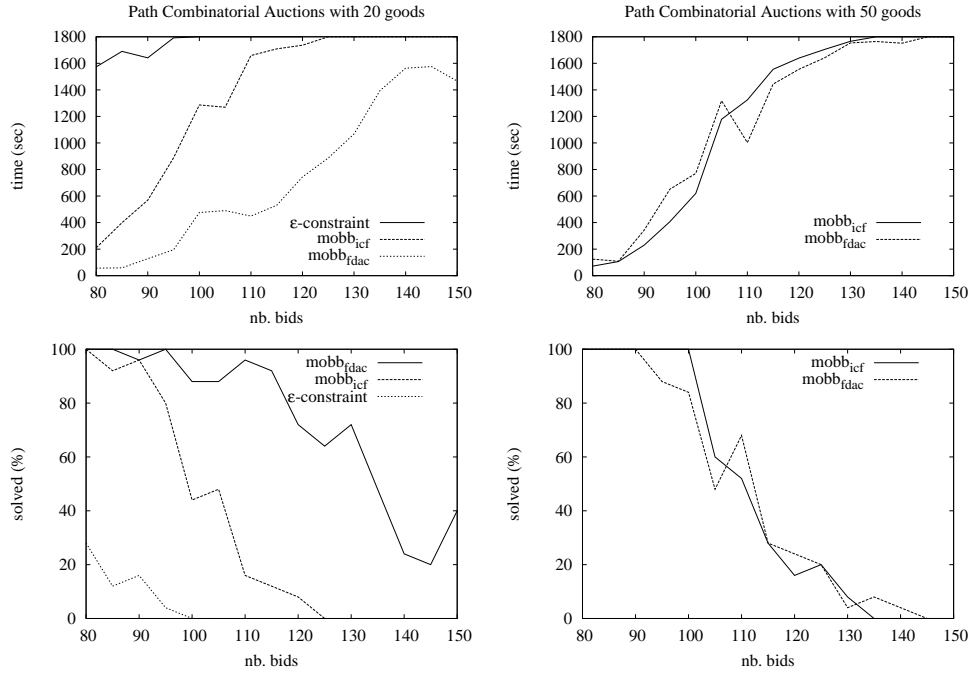 Path Combinatorial Auctions with 20 goods
1800
1600
1400
1200
1000
800
600
400
200
0
time (sec)
ε-constraint
mobb_icf
mobb_fdac
80 90 100 110 120 130 140 150
nb. bids
Path Combinatorial Auctions with 50 goods
1800
1600
1400
1200
1000
800
600
400
200
0
time (sec)
mobb_icf
mobb_fdac
80 90 100 110 120 130 140 150
nb. bids
100
80
60
40
20
0
solved (%)
mobb_fdac
mobb_icf
ε-constraint
80 90 100 110 120 130 140 150
nb. bids
100
80
60
40
20
0
solved (%)
mobb_icf
mobb_fdac
80 90 100 110 120 130 140 150
nb. bids